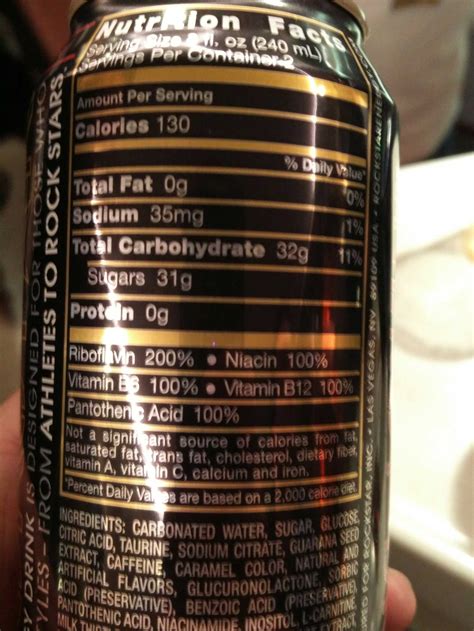 Nutrition Facts
Serving Size 8 fl. oz (240 mL)
Servings Per Container 2
Amount Per Serving
Calories 130
% Daily Value*
Total Fat 0g 0%
Sodium 35mg 1%
Total Carbohydrate 32g 11%
Sugars 31g
Protein 0g
Riboflavin 200% • Niacin 100%
Vitamin B6 100% • Vitamin B12 100%
Pantothenic Acid 100%
Not a significant source of calories from fat,
saturated fat, trans fat, cholesterol, dietary fiber,
vitamin A, vitamin C, calcium and iron.
*Percent Daily Values are based on a 2,000 calorie diet.
INGREDIENTS: CARBONATED WATER, SUGAR, GLUCOSE,
CITRIC ACID, TAURINE, SODIUM CITRATE, GUARANA SEED
EXTRACT, CAFFEINE, CARAMEL COLOR, NATURAL AND
ARTIFICIAL FLAVORS, GLUCURONOLACTONE, SORBIC
ACID (PRESERVATIVE), BENZOIC ACID (PRESERVATIVE),
PANTOTHENIC ACID, NIACINAMIDE, INOSITOL, L-CARNITINE,
MILK EXTRACT,
DRINK IS DESIGNED FOR THOSE WHO
FROM ATHLETES TO ROCK STARS.
FOR ROCKSTAR, INC. • LAS VEGAS, NV 89109 USA •